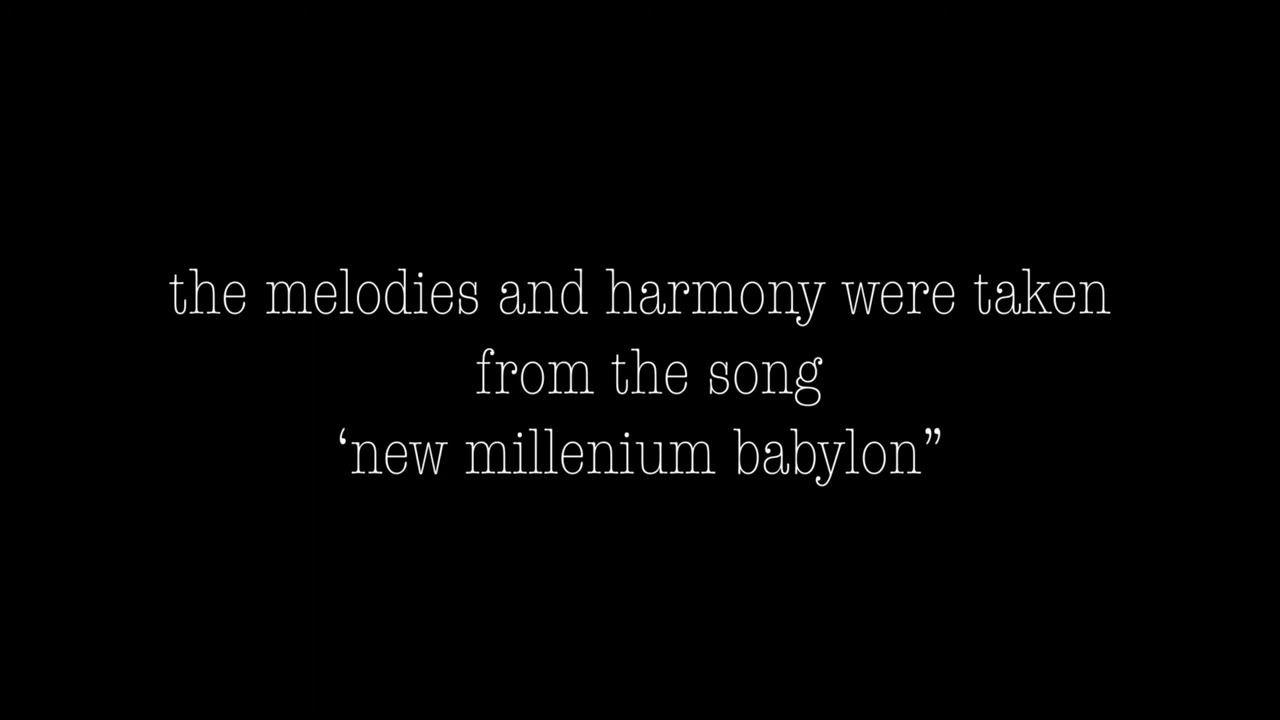 the melodies and harmony were taken
from the song
‘new millenium babylon”